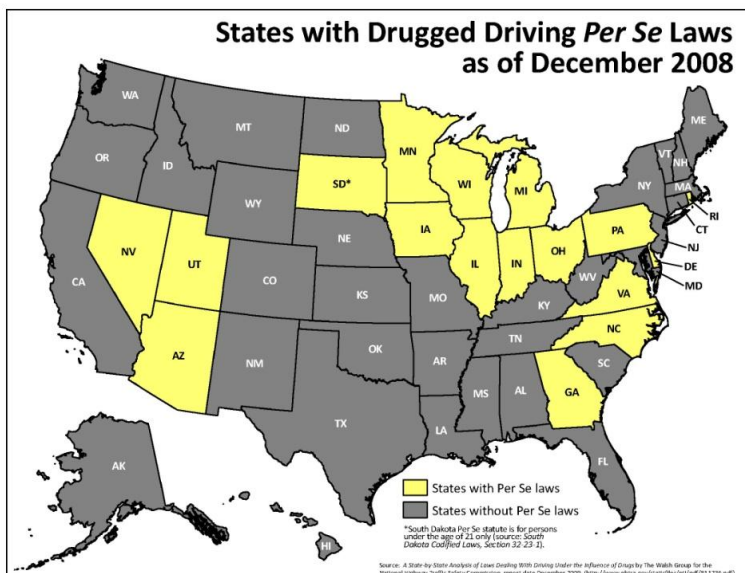 States with Drugged Driving Per Se Laws
as of December 2008
WA
MT
ND
MN
ME
OR
ID
SD*
WI
MI
VT
NH
NY
MA
WY
RI
CT
IA
PA
NJ
NE
NV
UT
IL
IN
OH
DE
MD
CA
CO
KS
MO
WV
VA
KY
NC
TN
AZ
NM
OK
AR
SC
MS
AL
GA
TX
LA
FL
AK
HI
States with Per Se laws
States without Per Se laws
*South Dakota Per Se statute is for persons
under the age of 21 only (source: South
Dakota Codified Laws, Section 32-23-1).
Source: A State-by-State Analysis of Laws Dealing With Driving Under the Influence of Drugs by The Walsh Group for the